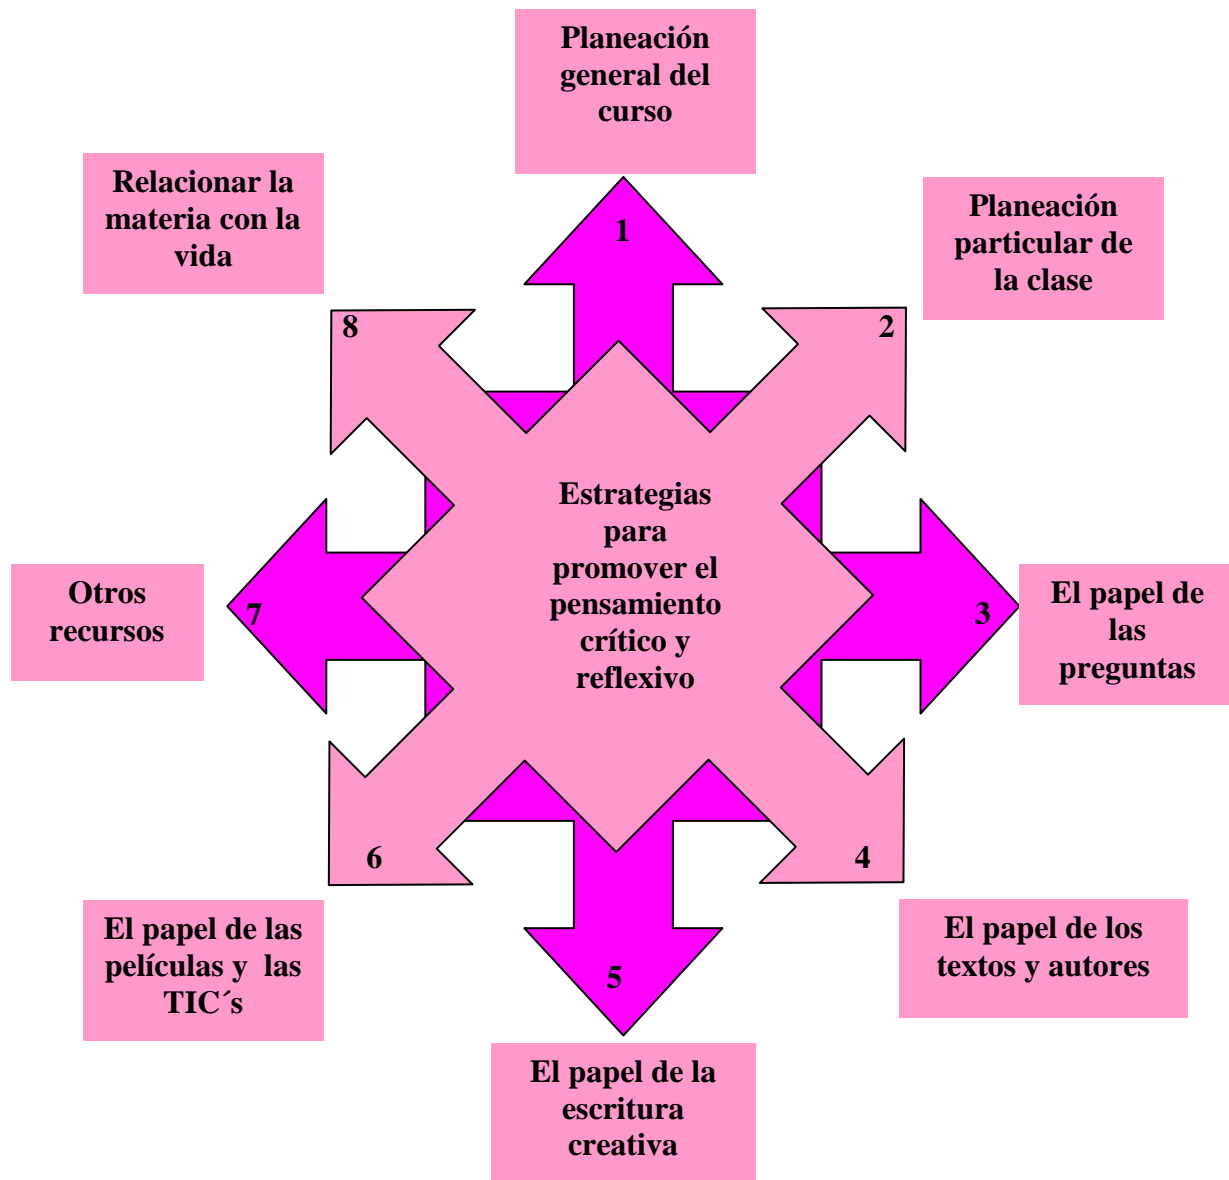 Planeación
general del
curso
1
Planeación
particular de
la clase
2
El papel de
las
preguntas
3
El papel de los
textos y autores
4
El papel de la
escritura
creativa
5
El papel de las
películas y  las
TIC´s
6
Otros
recursos
7
Relacionar la
materia con la
vida
8
Estrategias
para
promover el
pensamiento
crítico y
reflexivo